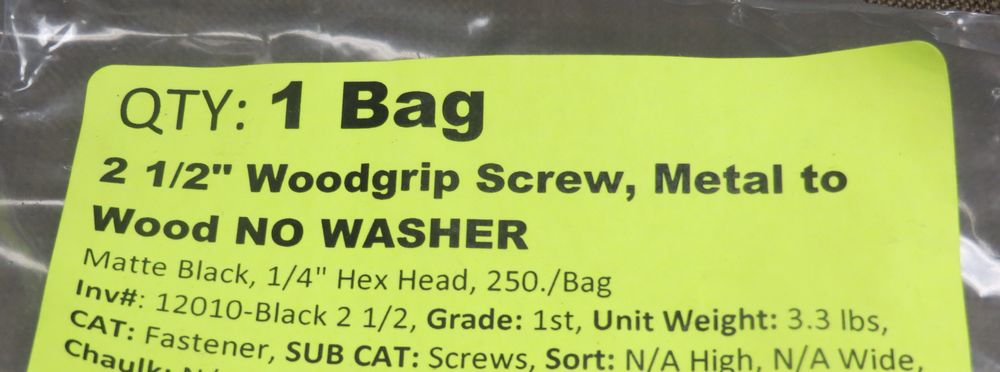 QTY: 1 Bag
2 1/2" Woodgrip Screw, Metal to
Wood NO WASHER
Matte Black, 1/4" Hex Head, 250./Bag
Inv#: 12010-Black 2 1/2, Grade: 1st, Unit Weight: 3.3 lbs,
CAT: Fastener, SUB CAT: Screws, Sort: N/A High, N/A Wide,
Chaulk: